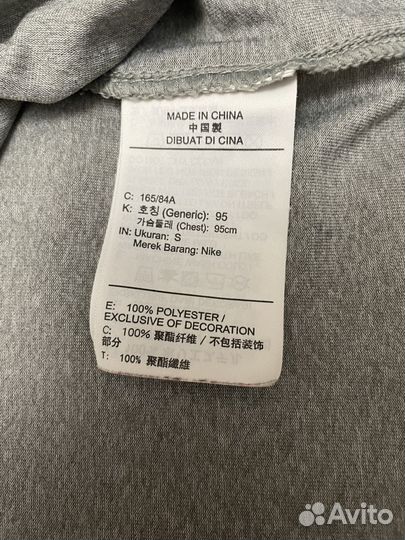 MADE IN CHINA
中国製
DIBUAT DI CINA
C: 165/84A
K: 호칭 (Generic): 95
가슴둘레 (Chest): 95cm
IN: Ukuran: S
Merek Barang: Nike
E: 100% POLYESTER /
EXCLUSIVE OF DECORATION
C: 100% 聚酯纤维 / 不包括装饰
部分
T: 100% 聚酯纖維
Avito